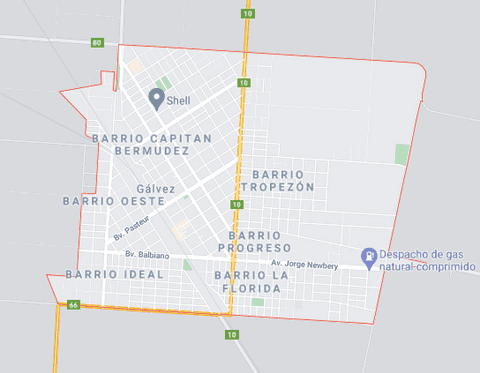 10
80
10
Shell
BARRIO CAPITAN
BERMUDEZ
BARRIO
TROPEZÓN
Gálvez
BARRIO OESTE
10
Bv. Pasteur
BARRIO
PROGRESO
Bv. Balbiano
Av. Jorge Newbery
Despacho de gas
natural comprimido
BARRIO IDEAL
BARRIO LA
FLORIDA
66
10